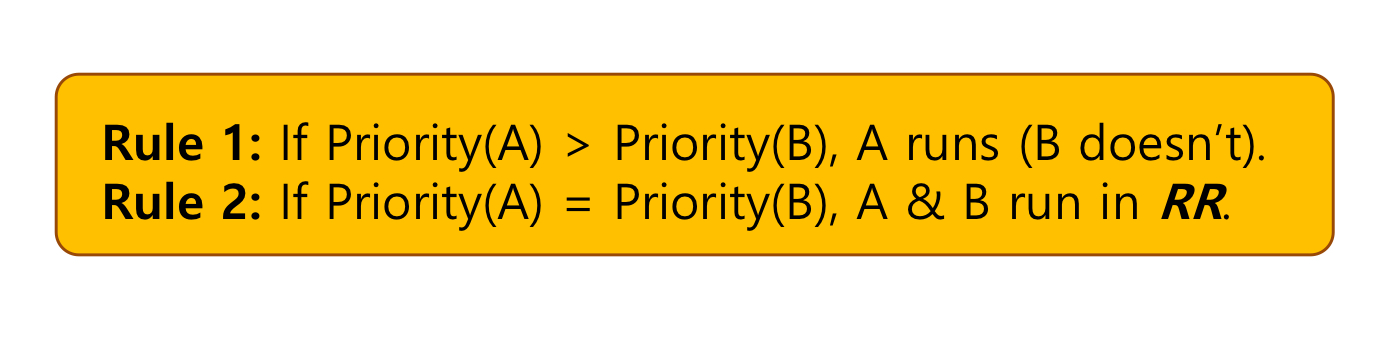 Rule 1: If Priority(A) > Priority(B), A runs (B doesn’t).
Rule 2: If Priority(A) = Priority(B), A & B run in RR.